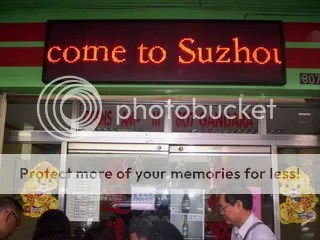 come to Suzhou
807
photobucket
Protect more of your memories for less!